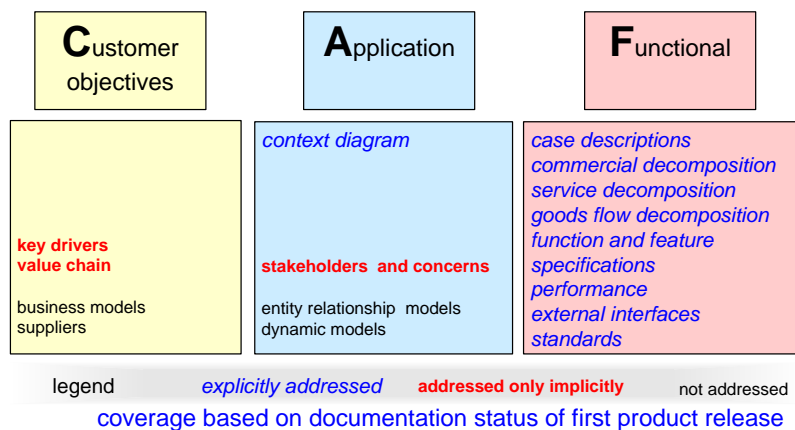 Customer
objectives
Application
Functional
key drivers
value chain
business models
suppliers
context diagram
stakeholders and concerns
entity relationship models
dynamic models
case descriptions
commercial decomposition
service decomposition
goods flow decomposition
function and feature
specifications
performance
external interfaces
standards
legend explicitly addressed addressed only implicitly not addressed
coverage based on documentation status of first product release